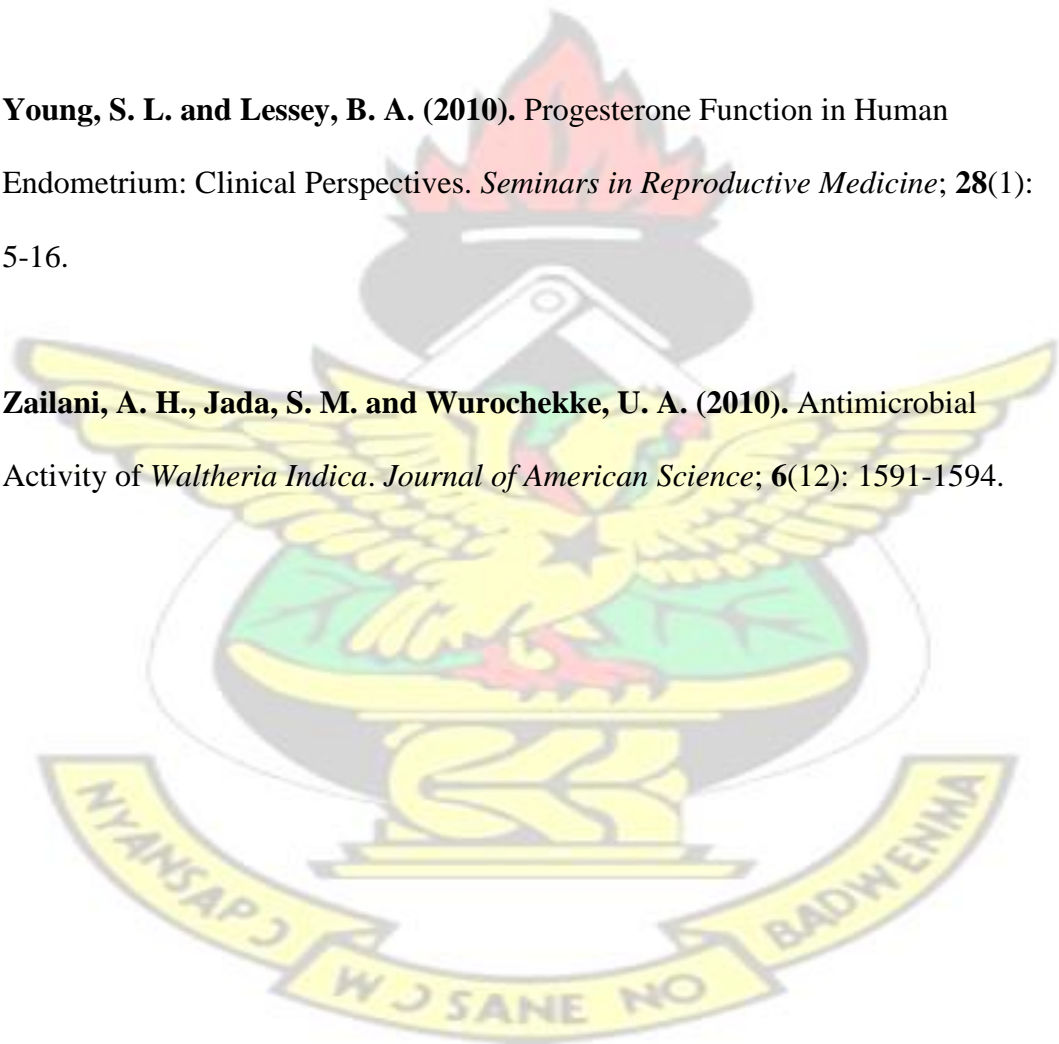 Young, S. L. and Lessey, B. A. (2010). Progesterone Function in Human
Endometrium: Clinical Perspectives. Seminars in Reproductive Medicine; 28(1):
5-16.
Zailani, A. H., Jada, S. M. and Wurochekke, U. A. (2010). Antimicrobial
Activity of Waltheria Indica. Journal of American Science; 6(12): 1591-1594.
NYANSAPƆ WƆSANE NO BADWENMA